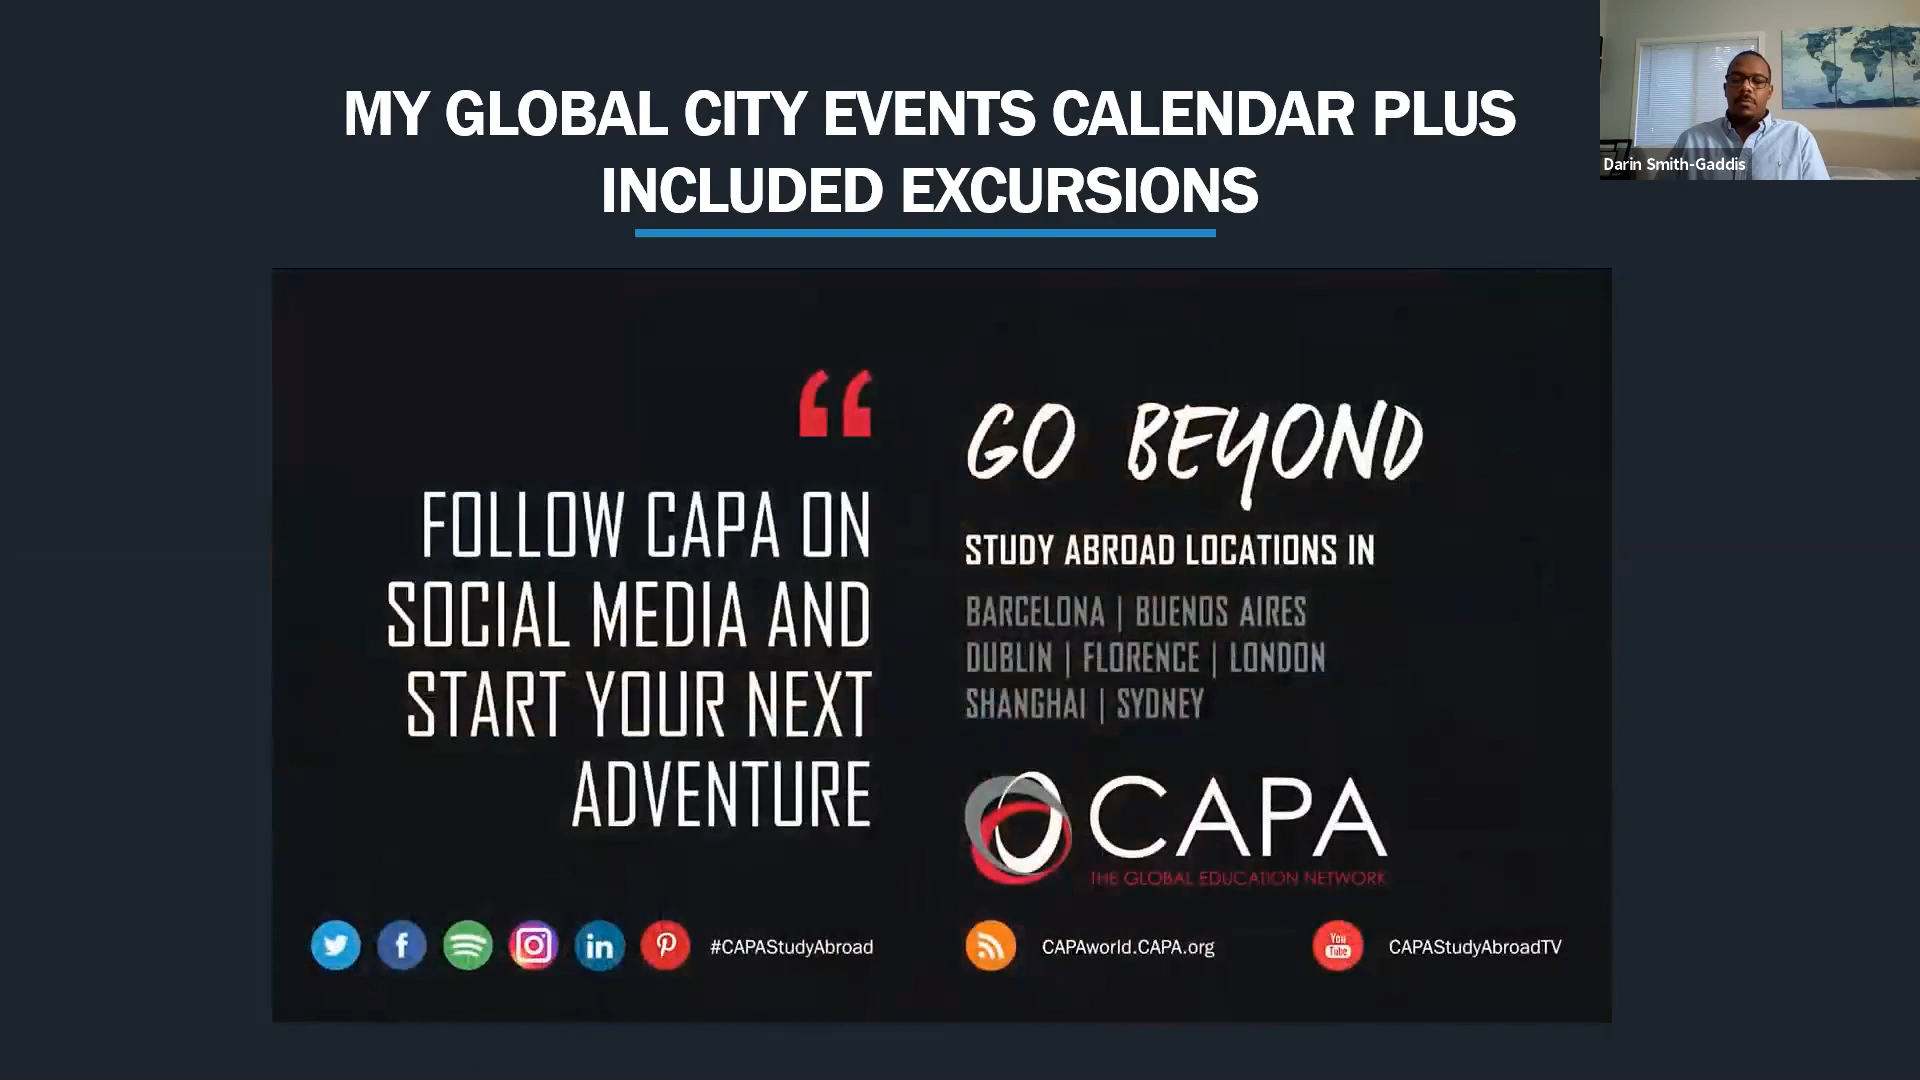 MY GLOBAL CITY EVENTS CALENDAR PLUS
INCLUDED EXCURSIONS
Darin Smith-Gaddis
“
FOLLOW CAPA ON
SOCIAL MEDIA AND
START YOUR NEXT
ADVENTURE
GO BEYOND
STUDY ABROAD LOCATIONS IN
BARCELONA | BUENOS AIRES
DUBLIN | FLORENCE | LONDON
SHANGHAI | SYDNEY
CAPA
THE GLOBAL EDUCATION NETWORK
#CAPAStudyAbroad
CAPAworld.CAPA.org
You
Tube
CAPAStudyAbroadTV